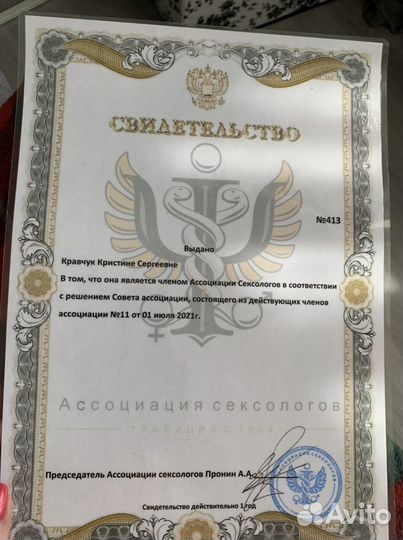 СВИДЕТЕЛЬСТВО
№413
Выдано
Кравчук Кристине Сергеевне
В том, что она является членом Ассоциации Сексологов в соответствии
с решением Совета ассоциации, состоящего из действующих членов
ассоциации №11 от 01 июля 2021г.
Ассоциация сексологов
Председатель Ассоциации сексологов Пронин А.А.
Свидетельство действительно 1 год
Avito